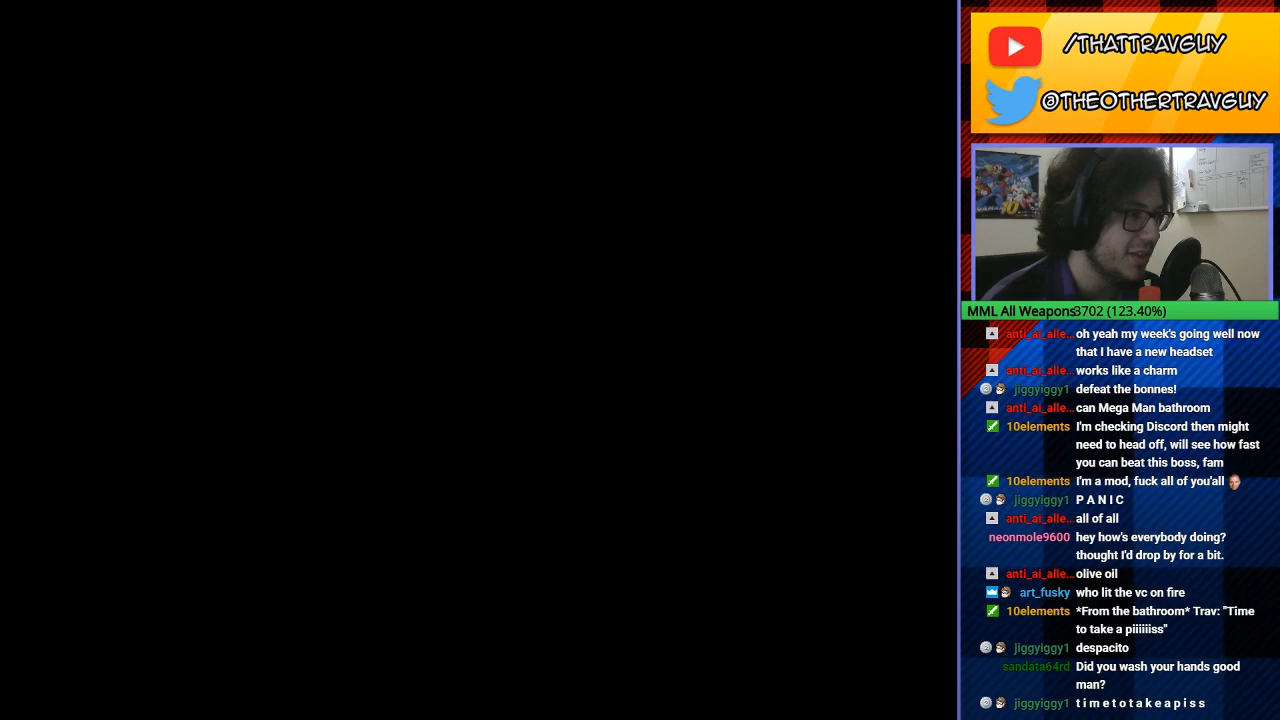 /THATTRAVGUY
@THEOTHERTRAVGUY
MML All Weapons3702 (123.40%)
anti_ai_alle... oh yeah my week's going well now
that I have a new headset
anti_ai_alle... works like a charm
jiggyiggy1 defeat the bonnes!
anti_ai_alle... can Mega Man bathroom
10elements I'm checking Discord then might
need to head off, will see how fast
you can beat this boss, fam
10elements I'm a mod, fuck all of you'all
jiggyiggy1 P A N I C
anti_ai_alle... all of all
neonmole9600 hey how's everybody doing?
thought I'd drop by for a bit.
anti_ai_alle... olive oil
art_fusky who lit the vc on fire
10elements *From the bathroom* Trav: "Time
to take a piiiiiiss"
jiggyiggy1 despacito
sandata64rd Did you wash your hands good
man?
jiggyiggy1 t i m e t o t a k e a p i s s